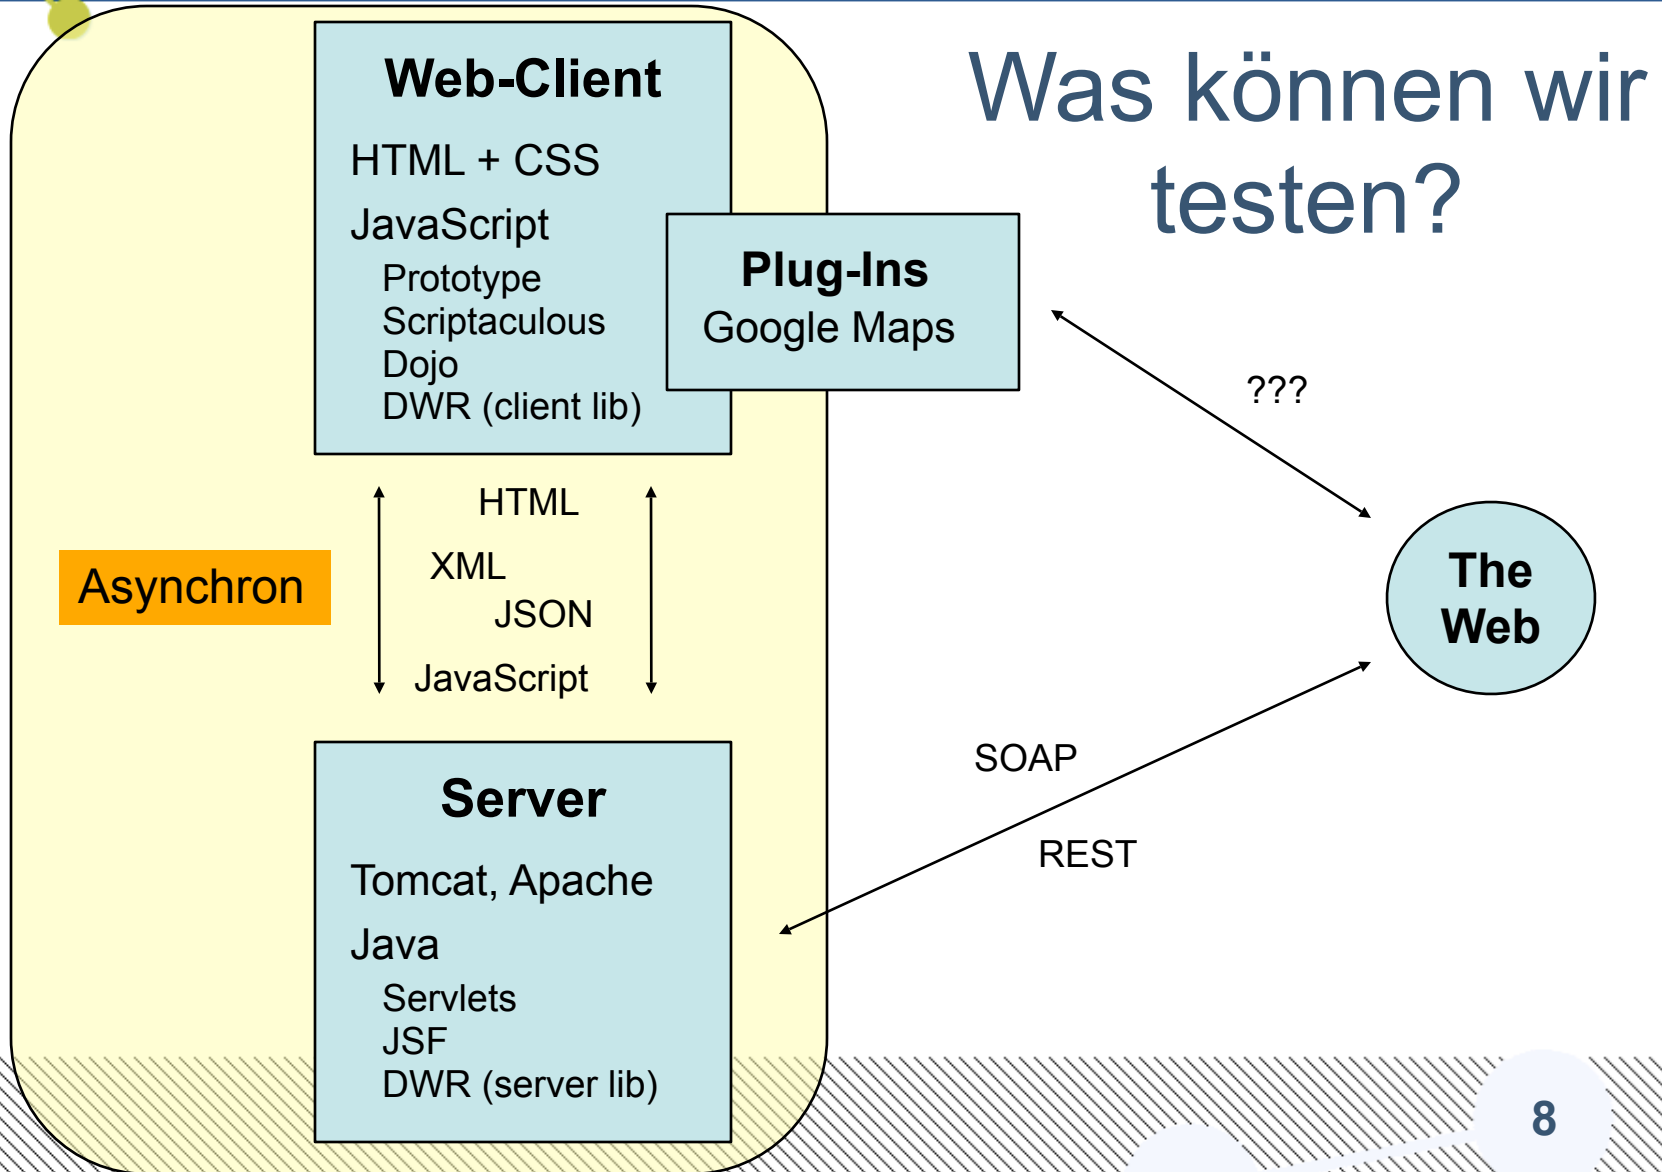 Was können wir
testen?
Web-Client
HTML + CSS
JavaScript
Prototype
Scriptaculous
Dojo
DWR (client lib)
Plug-Ins
Google Maps
???
HTML
XML
JSON
JavaScript
Asynchron
The
Web
SOAP
REST
Server
Tomcat, Apache
Java
Servlets
JSF
DWR (server lib)
8